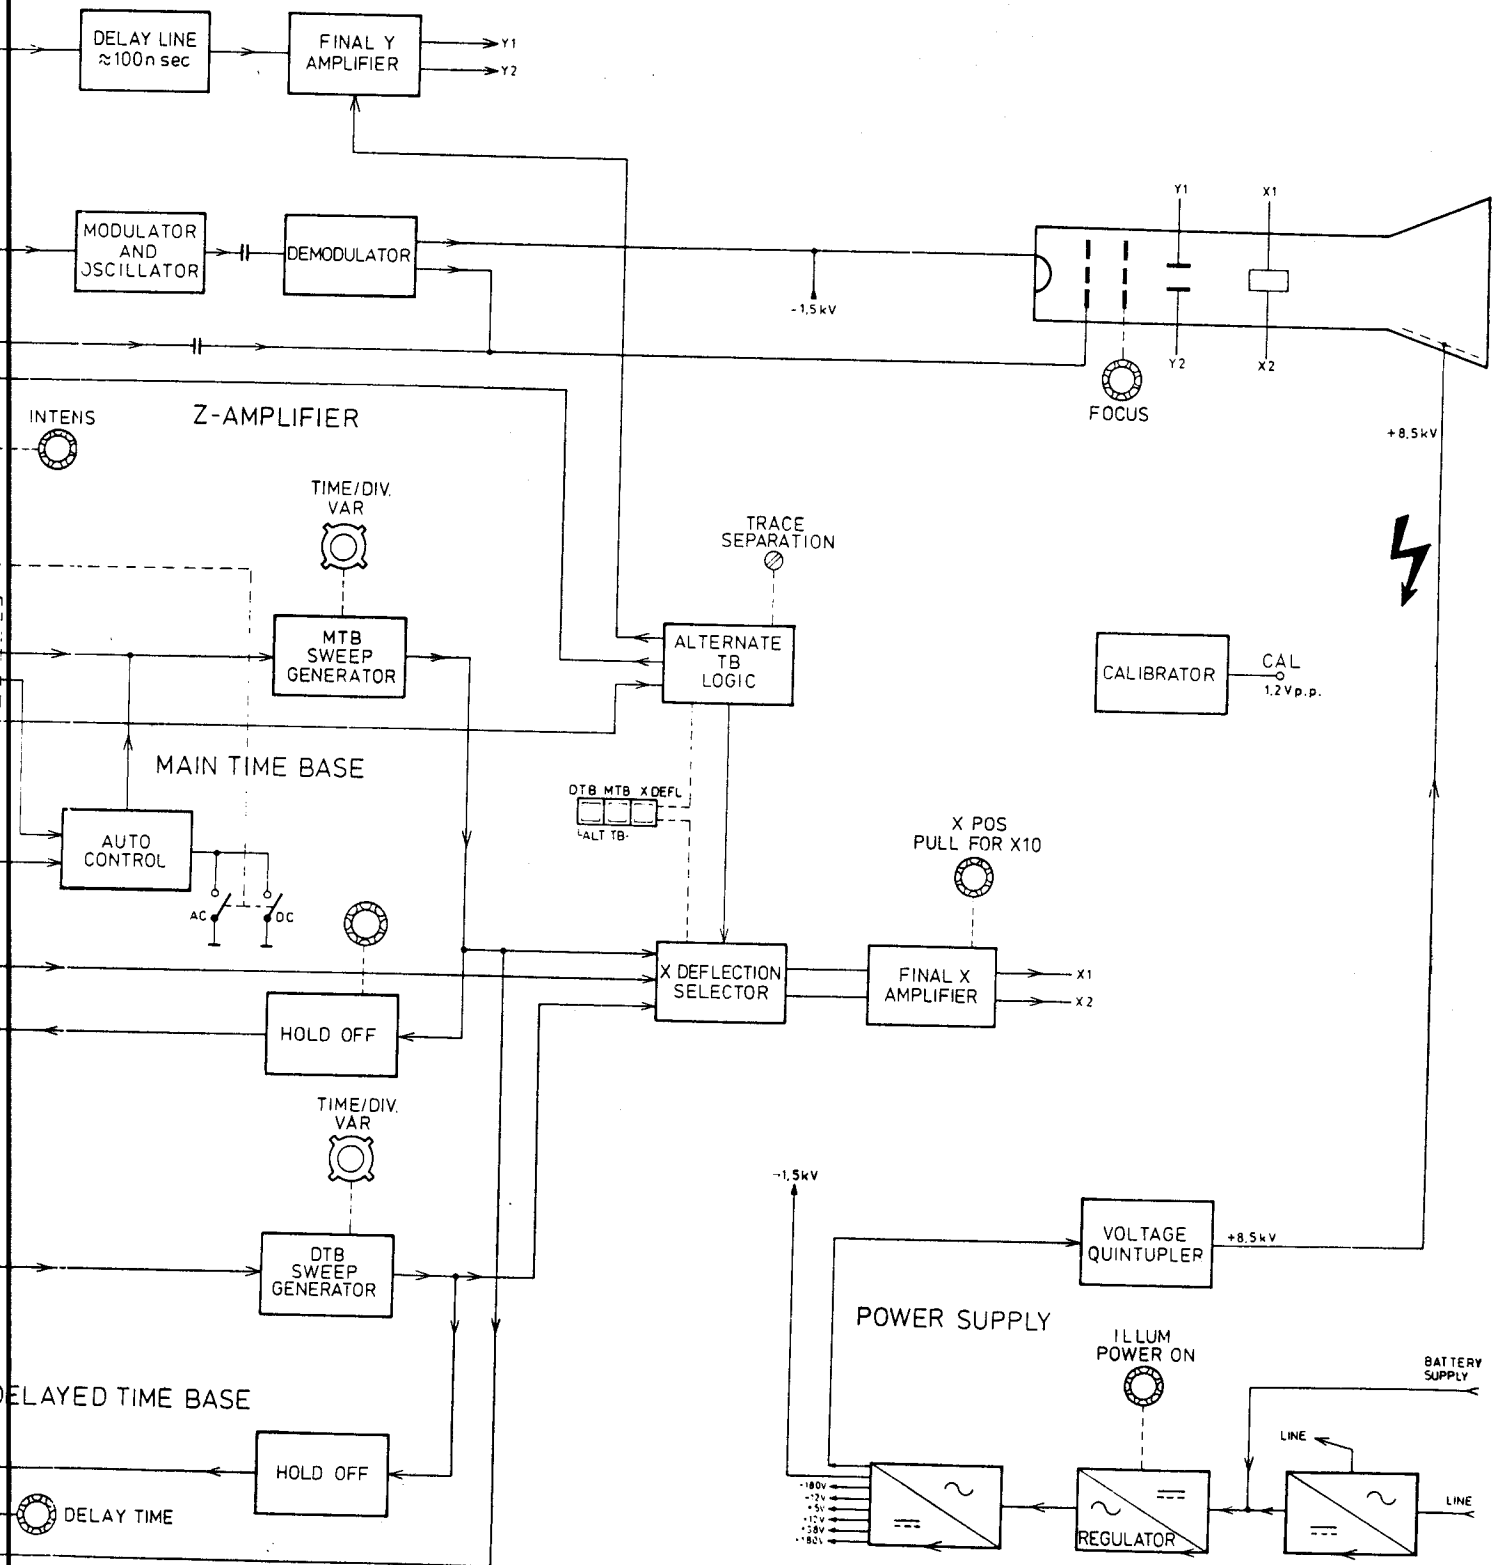 DELAY LINE
≈100n sec
FINAL Y
AMPLIFIER
Y1
Y2
MODULATOR
AND
OSCILLATOR
DEMODULATOR
-1,5kV
Y1
X1
Y2
X2
FOCUS
+8,5kV
INTENS
Z-AMPLIFIER
TIME/DIV.
VAR
TRACE
SEPARATION
MTB
SWEEP
GENERATOR
ALTERNATE
TB
LOGIC
CALIBRATOR
CAL
1,2Vp.p.
MAIN TIME BASE
DTB MTB X DEFL
ALT TB
AUTO
CONTROL
AC
DC
X POS
PULL FOR X10
X DEFLECTION
SELECTOR
FINAL X
AMPLIFIER
X1
X2
HOLD OFF
TIME/DIV.
VAR
DTB
SWEEP
GENERATOR
-1,5kV
VOLTAGE
QUINTUPLER
+8,5kV
POWER SUPPLY
ILLUM
POWER ON
BATTERY
SUPPLY
DELAYED TIME BASE
HOLD OFF
LINE
LINE
-12V
+5V
+12V
REGULATOR
DELAY TIME